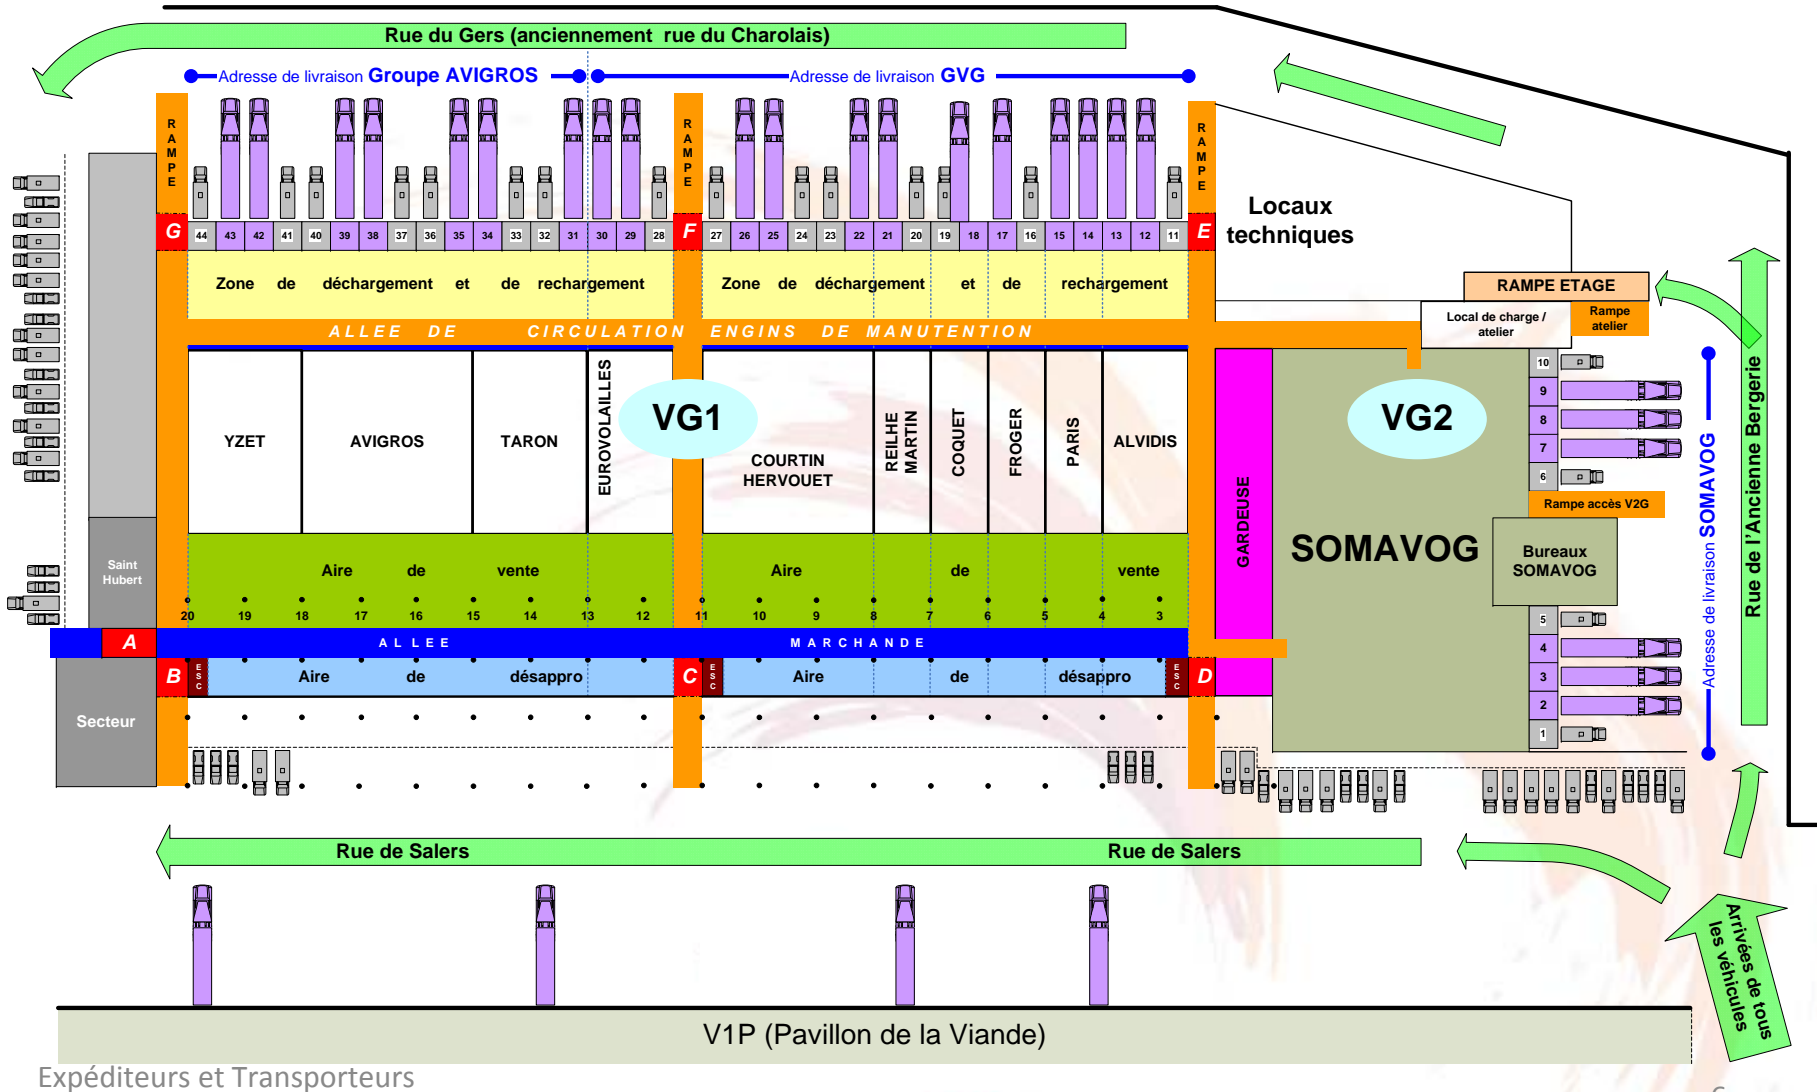 Rue du Gers (anciennement rue du Charolais)
Adresse de livraison Groupe AVIGROS
Adresse de livraison GVG
RAMPE
RAMPE
RAMPE
G 44 43 42 41 40 39 38 37 36 35 34 33 32 31 30 29 28 F 27 26 25 24 23 22 21 20 19 18 17 16 15 14 13 12 11 E
Locaux
techniques
Zone de déchargement et de rechargement
Zone de déchargement et de rechargement
RAMPE ETAGE
Local de charge /
atelier
Rampe
atelier
ALLEE DE CIRCULATION ENGINS DE MANUTENTION
YZET
AVIGROS
TARON
EUROVOLAILLES
VG1
COURTIN
HERVOUET
REILHE
MARTIN
COQUET
FROGER
PARIS
ALVIDIS
GARDEUSE
VG2
SOMAVOG
10
9
8
7
6
Rampe accès V2G
Bureaux
SOMAVOG
5
4
3
2
1
Adresse de livraison SOMAVOG
Rue de l'Ancienne Bergerie
Saint
Hubert
Aire de vente
Aire de vente
20 19 18 17 16 15 14 13 12 11 10 9 8 7 6 5 4 3
A ALLEE MARCHANDE
B ESC Aire de désappro C ESC Aire de désappro ESC D
Secteur
Rue de Salers
Rue de Salers
Arrivées de tous
les véhicules
V1P (Pavillon de la Viande)
Expéditeurs et Transporteurs